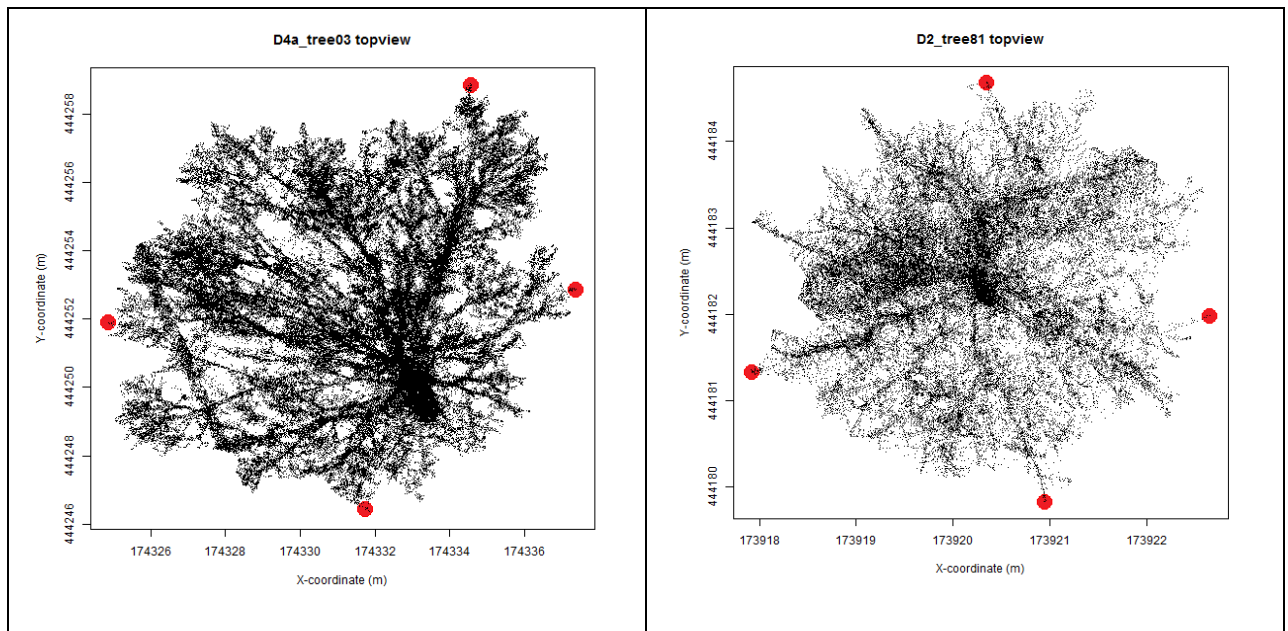 D4a_tree03 topview
Y-coordinate (m)
444258
444256
444254
444252
444250
444248
444246
174326 174328 174330 174332 174334 174336
X-coordinate (m)
D2_tree81 topview
Y-coordinate (m)
444184
444183
444182
444181
444180
173918 173919 173920 173921 173922
X-coordinate (m)